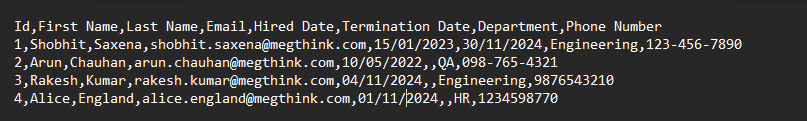 Id,First Name,Last Name,Email,Hired Date,Termination Date,Department,Phone Number
1,Shobhit,Saxena,shobhit.saxena@megthink.com,15/01/2023,30/11/2024,Engineering,123-456-7890
2,Arun,Chauhan,arun.chauhan@megthink.com,10/05/2022,,QA,098-765-4321
3,Rakesh,Kumar,rakesh.kumar@megthink.com,04/11/2024,,Engineering,9876543210
4,Alice,England,alice.england@megthink.com,01/11/2024,,HR,1234598770